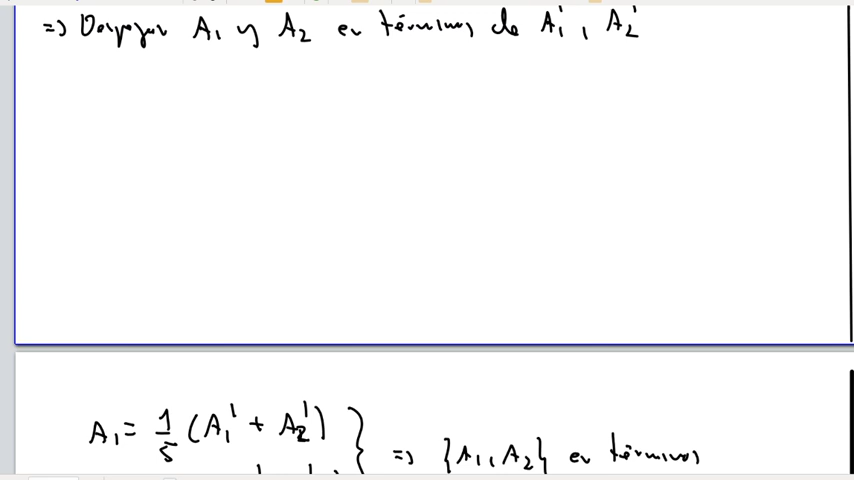 => Despejar A₁ y A₂ en términos de A₁', A₂'
A₁ = 1/5 (A₁' + A₂') } => {A₁, A₂} en términos